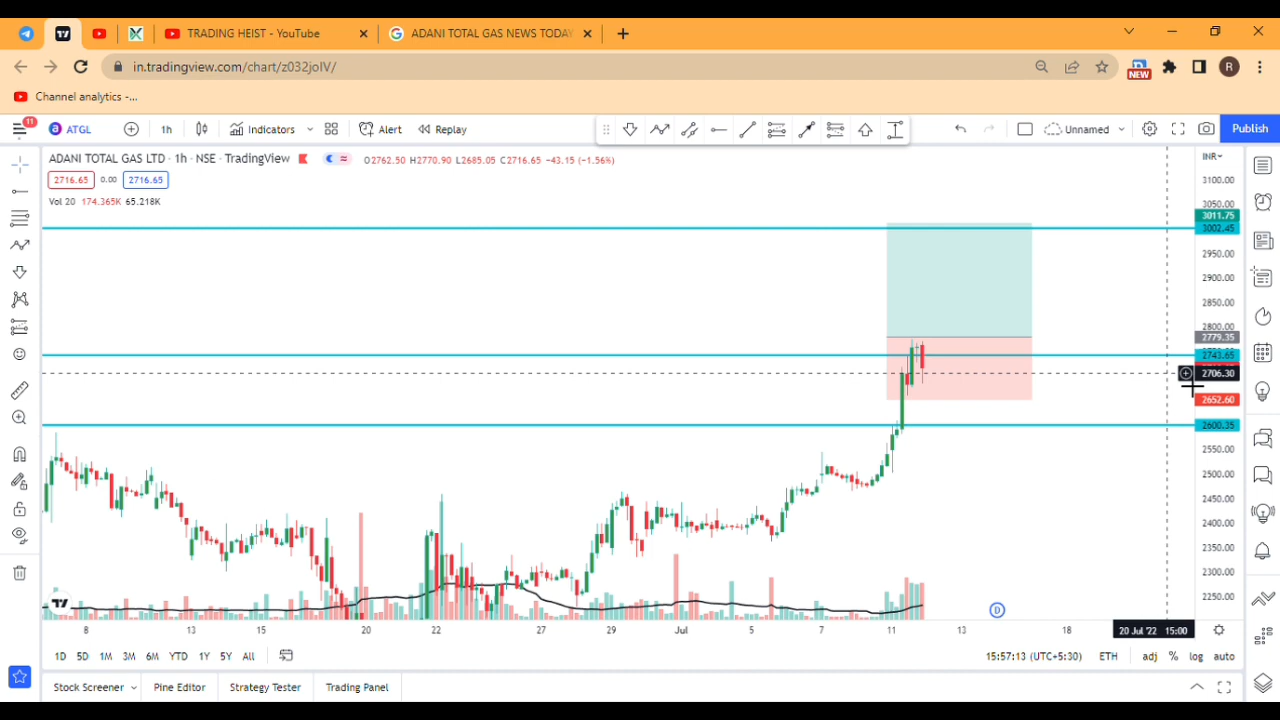 TRADING HEIST - YouTube
ADANI TOTAL GAS NEWS TODAY
in.tradingview.com/chart/z032joIV/
NEW
R
Channel analytics -...
11
ATGL
1h
Indicators
Alert
Replay
Unnamed
Publish
ADANI TOTAL GAS LTD · 1h · NSE · TradingView
O2762.50 H2770.90 L2685.05 C2716.65 −43.15 (−1.56%)
INR
2716.65
0.00
2716.65
Vol 20 174.365K 65.218K
3100.00
3050.00
3011.75
3002.45
2950.00
2900.00
2850.00
2800.00
2779.35
2743.65
2706.30
2652.60
2600.35
2550.00
2500.00
2450.00
2400.00
2350.00
2300.00
2250.00
D
8
13
15
20
22
27
29
Jul
5
7
11
13
18
20 Jul '22 15:00
1D
5D
1M
3M
6M
YTD
1Y
5Y
All
15:57:13 (UTC+5:30)
ETH
adj
%
log
auto
Stock Screener
Pine Editor
Strategy Tester
Trading Panel